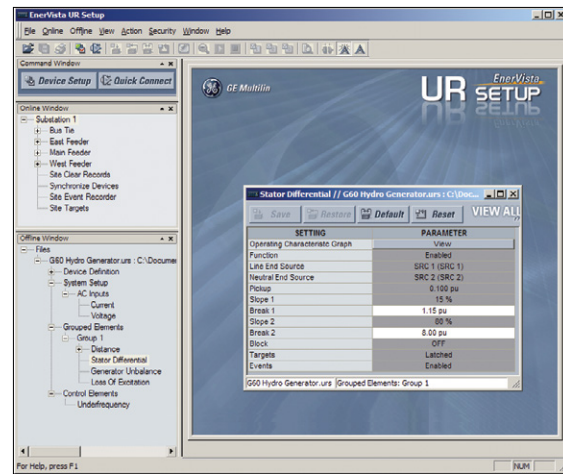 EnerVista UR Setup
File Online Offline View Action Security Window Help
Command Window
Device Setup Quick Connect
Online Window
Substation 1
Bus Tie
East Feeder
Main Feeder
West Feeder
Site Clear Records
Synchronize Devices
Site Event Recorder
Site Targets
Offline Window
Files
G60 Hydro Generator.urs : C:\Docume
Device Definition
System Setup
AC Inputs
Current
Voltage
Grouped Elements
Group 1
Distance
Stator Differential
Generator Unbalance
Loss Of Excitation
Control Elements
Underfrequency
GE Multilin
EnerVista
UR SETUP
Stator Differential // G60 Hydro Generator.urs : C:\Doc...
Save Restore Default Reset VIEW ALL
SETTING PARAMETER
Operating Characteristic Graph View
Function Enabled
Line End Source SRC 1 (SRC 1)
Neutral End Source SRC 2 (SRC 2)
Pickup 0.100 pu
Slope 1 15 %
Break 1 1.15 pu
Slope 2 80 %
Break 2 8.00 pu
Block OFF
Targets Latched
Events Enabled
G60 Hydro Generator.urs Grouped Elements: Group 1
For Help, press F1
NUM